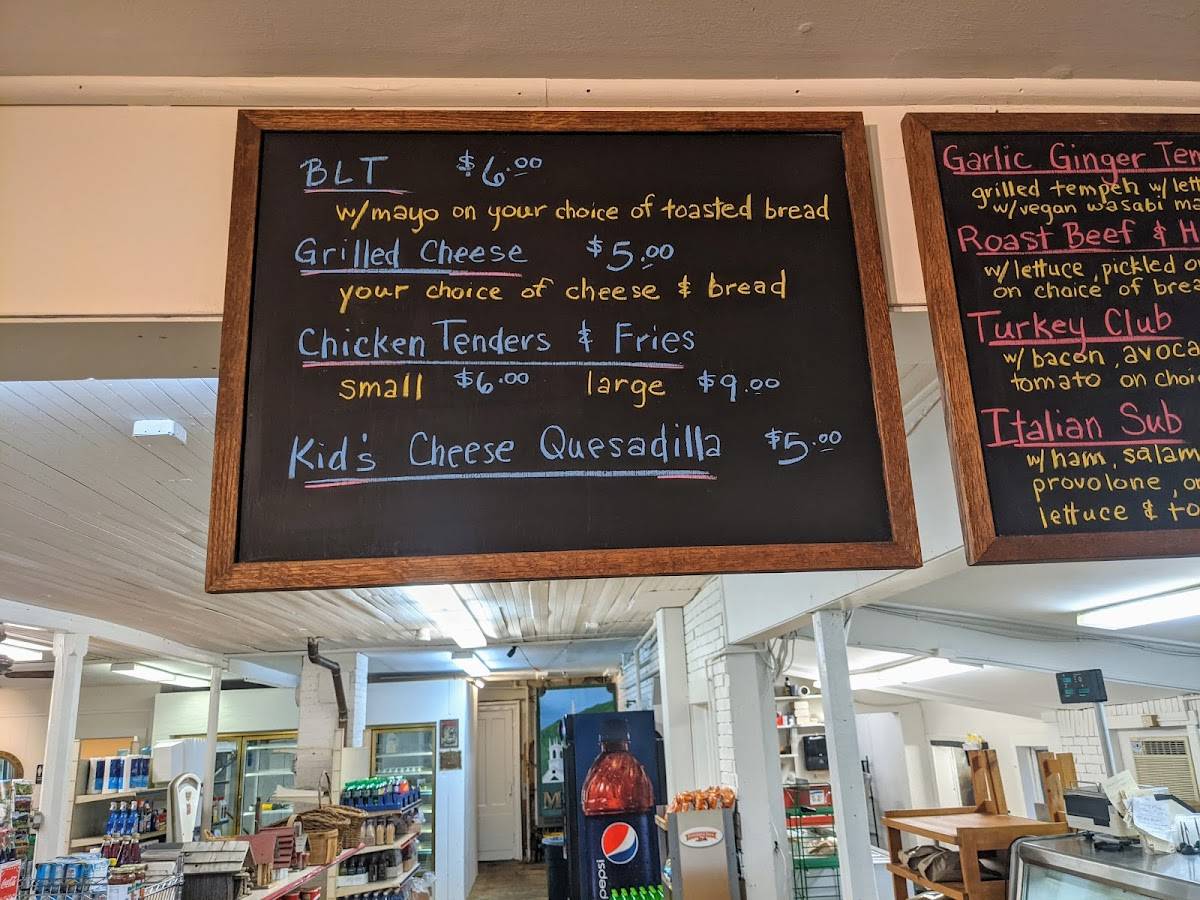 BLT $6.00
w/mayo on your choice of toasted bread
Grilled Cheese $5.00
your choice of cheese & bread
Chicken Tenders & Fries
small $6.00 large $9.00
Kid's Cheese Quesadilla $5.00
Garlic Ginger
grilled tempeh w/
w/vegan wasabi
Roast Beef &
w/lettuce, pickled
on choice of
Turkey Club
w/bacon,
tomato on
Italian Sub
w/ham,
provolone,
lettuce &
pepsi